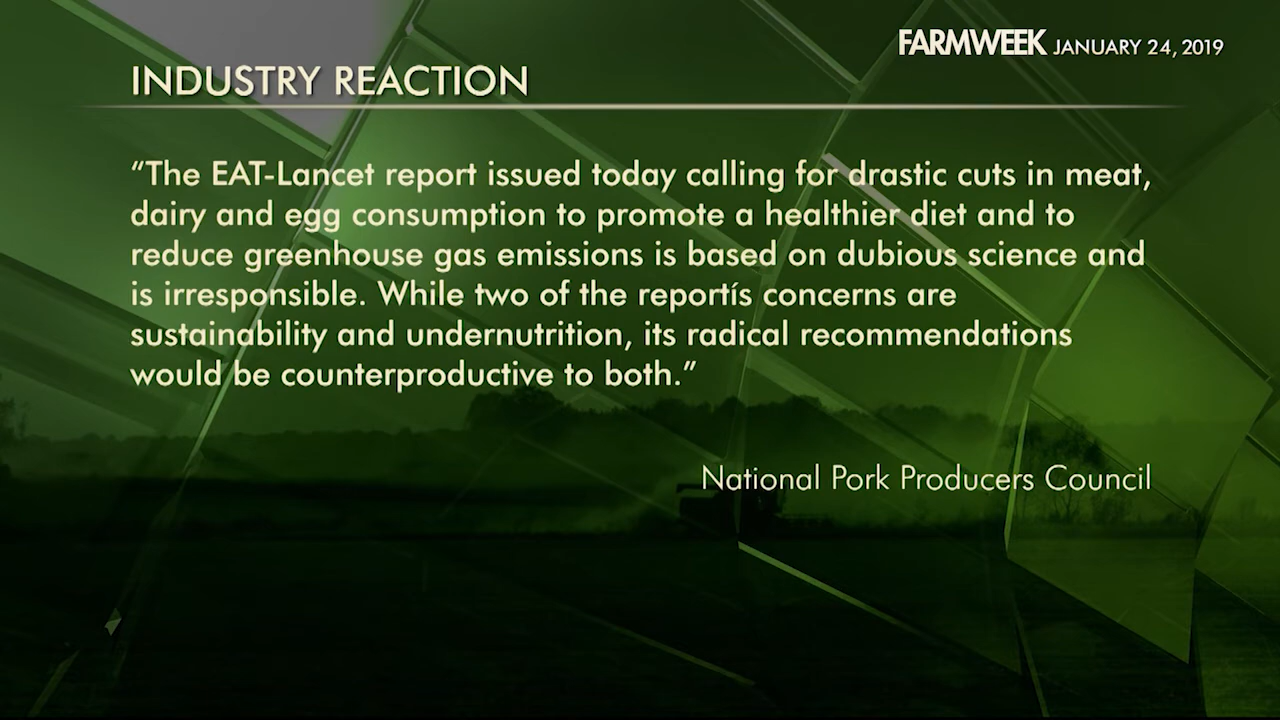 FARMWEEK JANUARY 24, 2019
INDUSTRY REACTION
“The EAT-Lancet report issued today calling for drastic cuts in meat,
dairy and egg consumption to promote a healthier diet and to
reduce greenhouse gas emissions is based on dubious science and
is irresponsible. While two of the reportís concerns are
sustainability and undernutrition, its radical recommendations
would be counterproductive to both.”
National Pork Producers Council